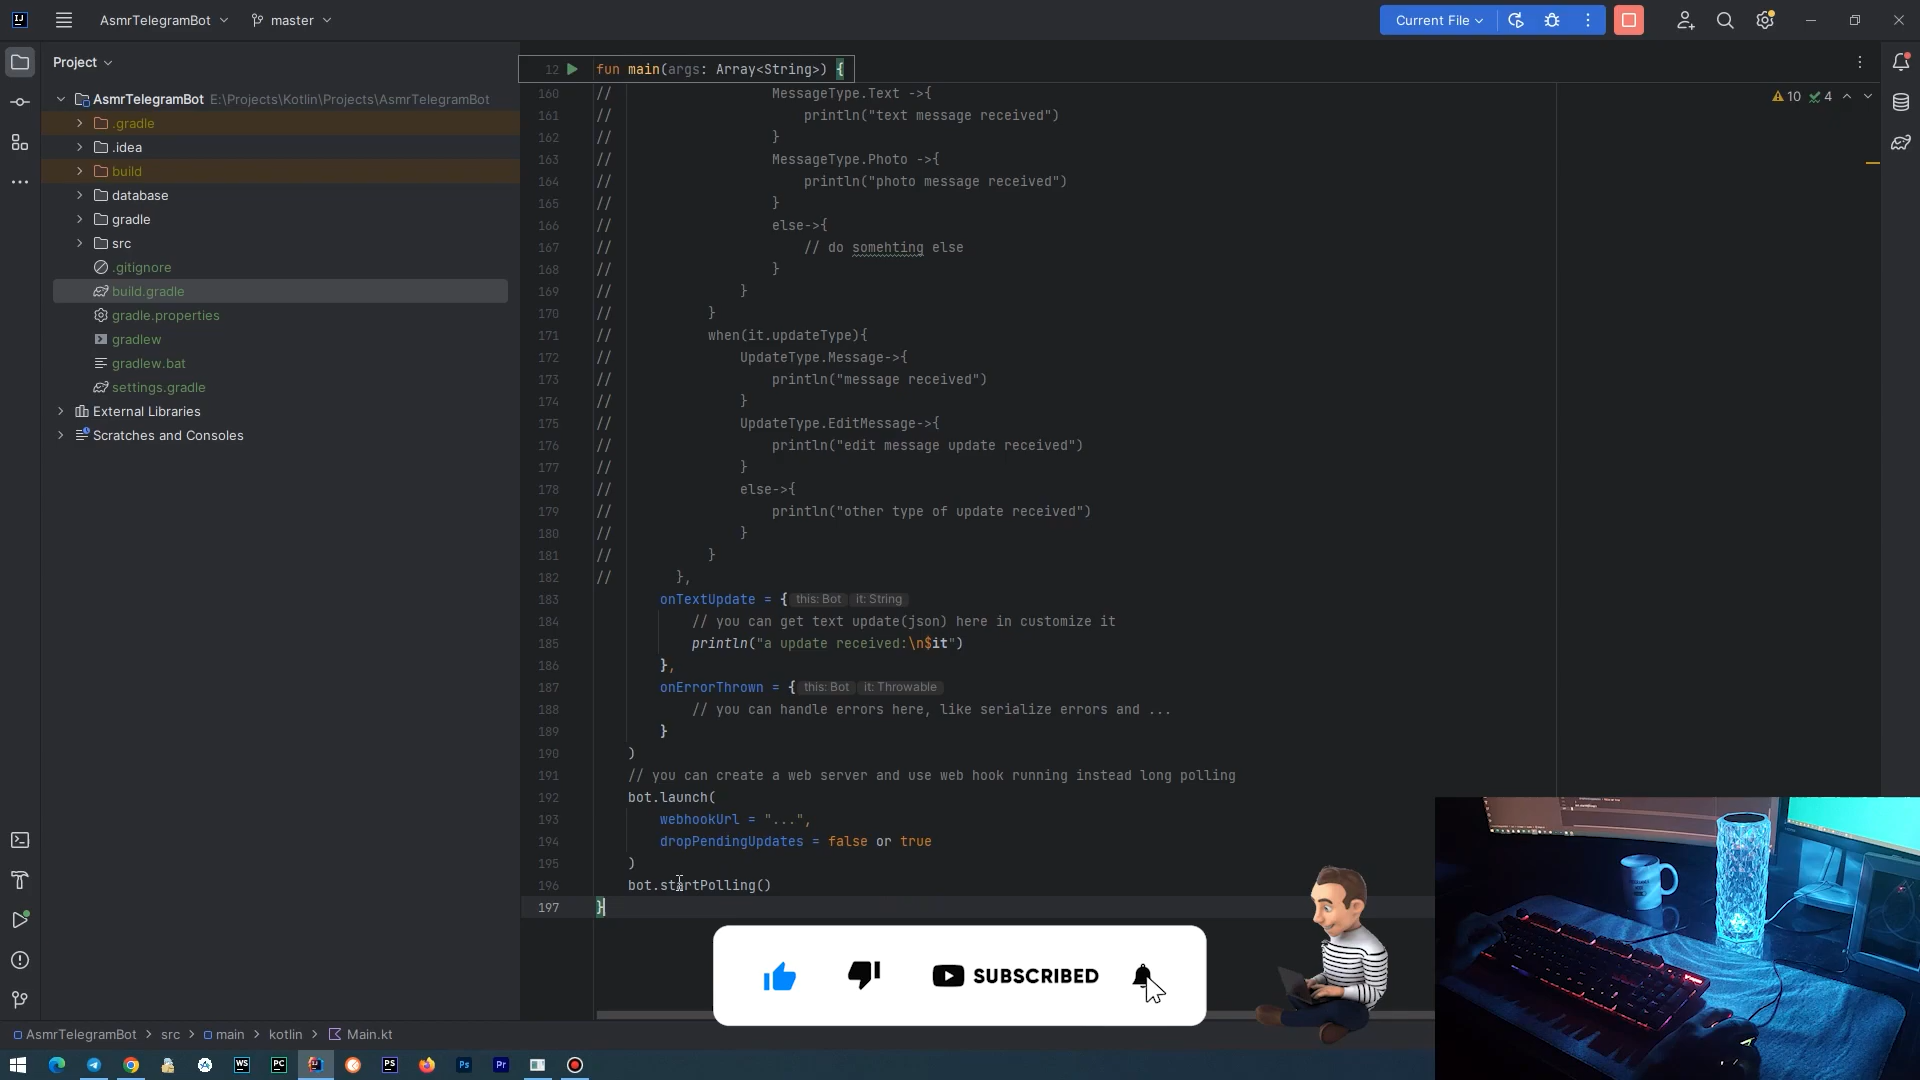 AsmrTelegramBot
master
Current File
Project
AsmrTelegramBot E:\Projects\Kotlin\Projects\AsmrTelegramBot
.gradle
.idea
build
database
gradle
src
.gitignore
build.gradle
gradle.properties
gradlew
gradlew.bat
settings.gradle
External Libraries
Scratches and Consoles
12 fun main(args: Array<String>) {
10 4
160 // MessageType.Text ->{
161 // println("text message received")
162 // }
163 // MessageType.Photo ->{
164 // println("photo message received")
165 // }
166 // else->{
167 // // do somehting else
168 // }
169 // }
170 // }
171 // when(it.updateType){
172 // UpdateType.Message->{
173 // println("message received")
174 // }
175 // UpdateType.EditMessage->{
176 // println("edit message update received")
177 // }
178 // else->{
179 // println("other type of update received")
180 // }
181 // }
182 // },
183 onTextUpdate = { this: Bot it: String
184 // you can get text update(json) here in customize it
185 println("a update received:\n$it")
186 },
187 onErrorThrown = { this: Bot it: Throwable
188 // you can handle errors here, like serialize errors and ...
189 }
190 )
191 // you can create a web server and use web hook running instead long polling
192 bot.launch(
193 webhookUrl = "...",
194 dropPendingUpdates = false or true
195 )
196 bot.startPolling()
197 }
SUBSCRIBED
AsmrTelegramBot > src > main > kotlin > Main.kt
WS
PC
PS
Ps
Pr